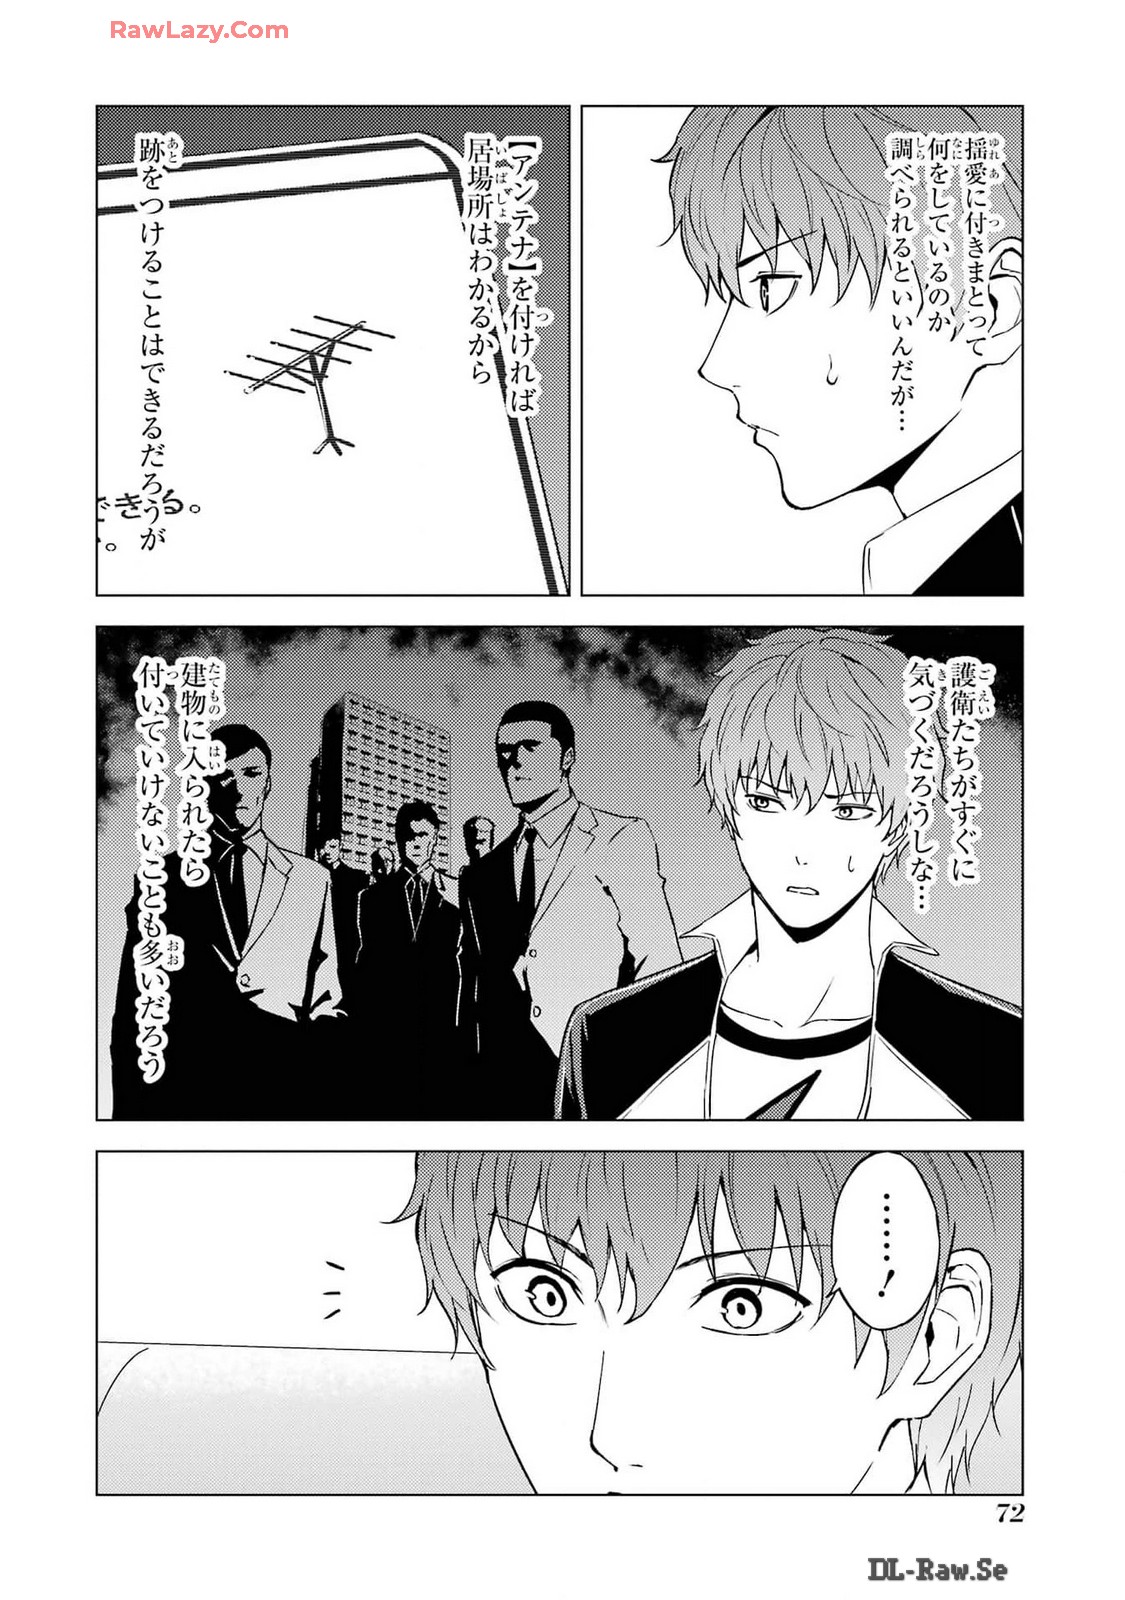 RawLazy.Com
揺愛に付きまとって
何をしているのか
調べられるといいんだが…
【アンテナ】を付ければ
居場所はわかるから
跡をつけることはできるだろうが
できる。
。
護衛たちがすぐに
気づくだろうしな…
建物に入られたら
付いていけないことも多いだろう
……！
72
DL-Raw.Se